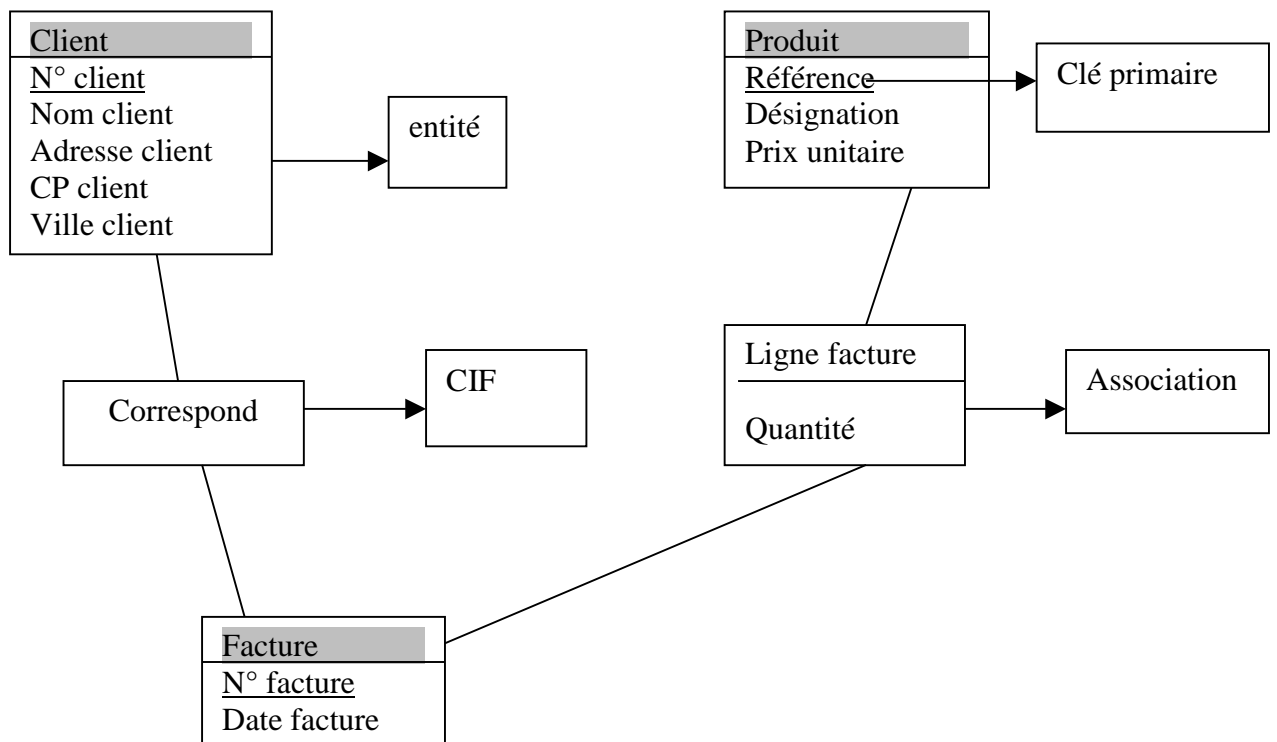 Client
N° client
Nom client
Adresse client
CP client
Ville client
entité
Produit
Référence
Désignation
Prix unitaire
Clé primaire
Correspond
CIF
Ligne facture
Quantité
Association
Facture
N° facture
Date facture